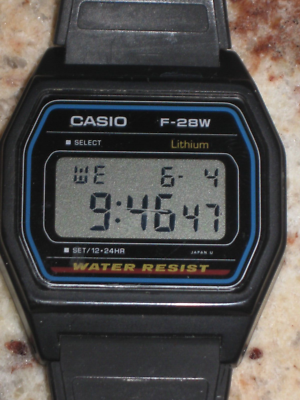 CASIO F-28W
SELECT Lithium
WE 6- 4
9:46 47
SET/12•24HR JAPAN U
WATER RESIST